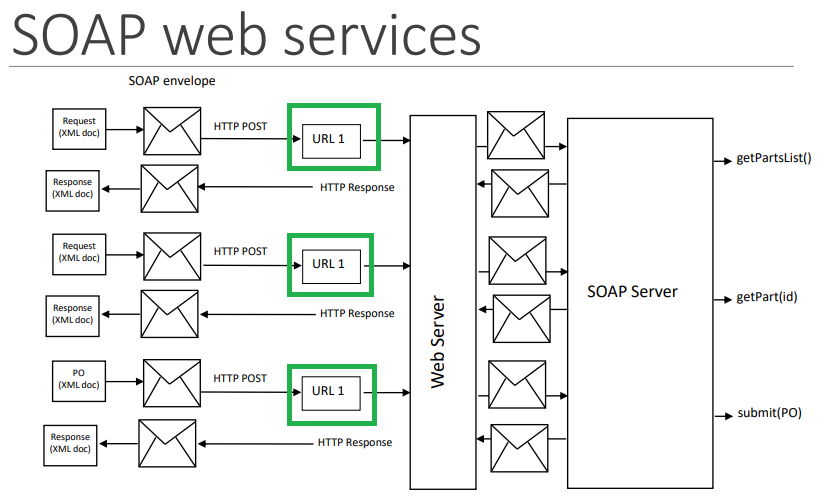 SOAP web services
SOAP envelope
Request
(XML doc)
HTTP POST
URL 1
getPartsList()
Response
(XML doc)
HTTP Response
Request
(XML doc)
HTTP POST
URL 1
Web Server
SOAP Server
getPart(id)
Response
(XML doc)
HTTP Response
PO
(XML doc)
HTTP POST
URL 1
submit(PO)
Response
(XML doc)
HTTP Response